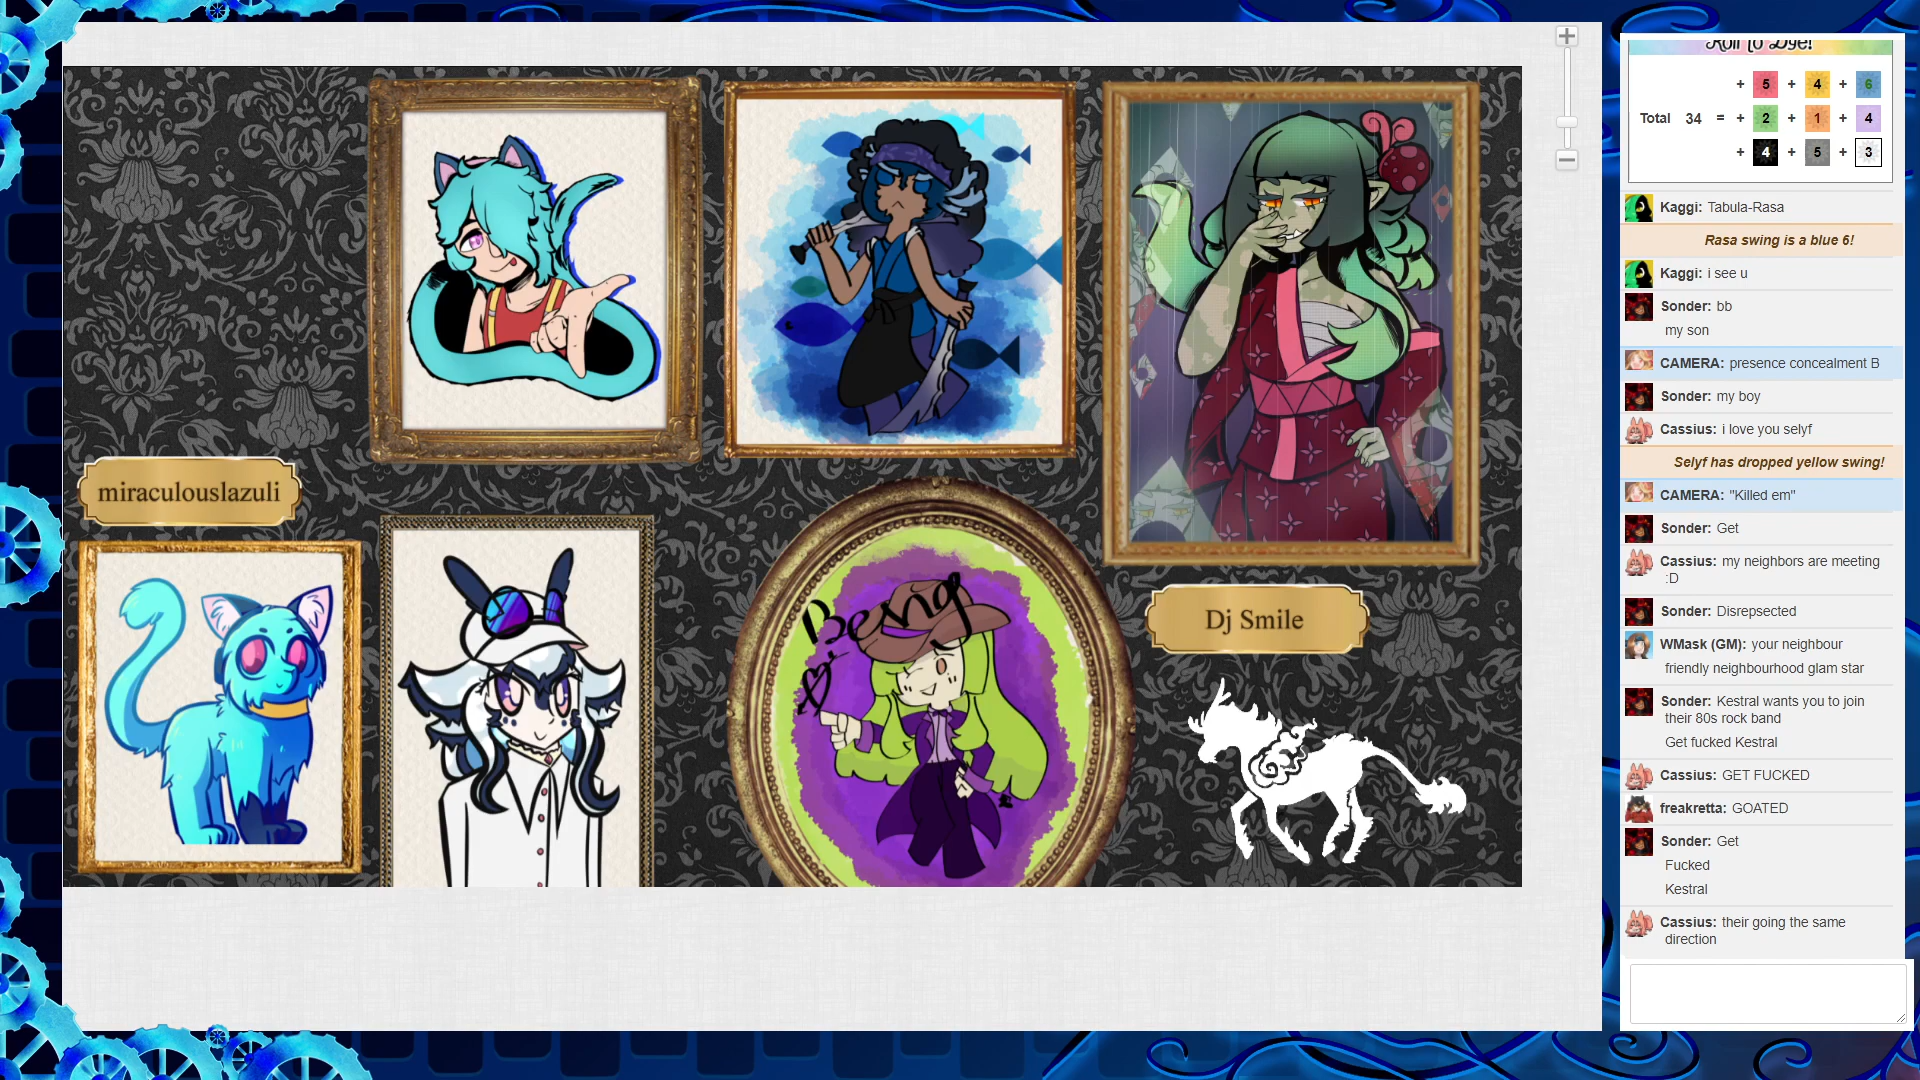 miraculouslazuli
Being
Dj Smile
Roll to Dye!
+ 5 + 4 + 6
Total 34 = + 2 + 1 + 4
+ 4 + 5 + 3
Kaggi: Tabula-Rasa
Rasa swing is a blue 6!
Kaggi: i see u
Sonder: bb
my son
CAMERA: presence concealment B
Sonder: my boy
Cassius: i love you selyf
Selyf has dropped yellow swing!
CAMERA: "Killed em"
Sonder: Get
Cassius: my neighbors are meeting
:D
Sonder: Disrepsected
WMask (GM): your neighbour
friendly neighbourhood glam star
Sonder: Kestral wants you to join
their 80s rock band
Get fucked Kestral
Cassius: GET FUCKED
freakretta: GOATED
Sonder: Get
Fucked
Kestral
Cassius: their going the same
direction